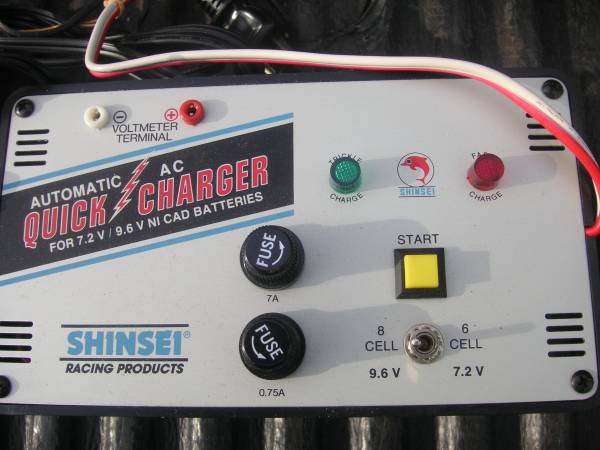 ⊖ ⊕
VOLTMETER
TERMINAL
AUTOMATIC AC
QUICK CHARGER
FOR 7.2 V / 9.6 V NI CAD BATTERIES
TRICKLE
CHARGE
SHINSEI
CHARGE
FUSE
7A
START
FUSE
0.75A
8
CELL
6
CELL
9.6 V
7.2 V
SHINSEI®
RACING PRODUCTS